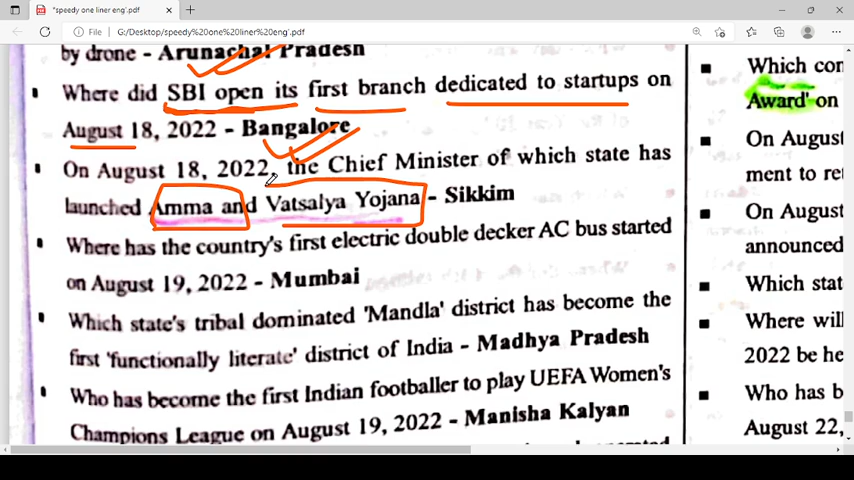 *speedy one liner eng'.pdf
File
G:/Desktop/speedy%20one%20liner%20eng'.pdf
by drone - Arunachal Pradesh
Where did SBI open its first branch dedicated to startups on
August 18, 2022 - Bangalore
On August 18, 2022, the Chief Minister of which state has
launched Amma and Vatsalya Yojana - Sikkim
Where has the country's first electric double decker AC bus started
on August 19, 2022 - Mumbai
Which state's tribal dominated 'Mandla' district has become the
first 'functionally literate' district of India - Madhya Pradesh
Who has become the first Indian footballer to play UEFA Women's
Champions League on August 19, 2022 - Manisha Kalyan
Which con
Award' on
On August
ment to re
On August
announced
Which stat
Where will
2022 be he
Who has b
August 22,